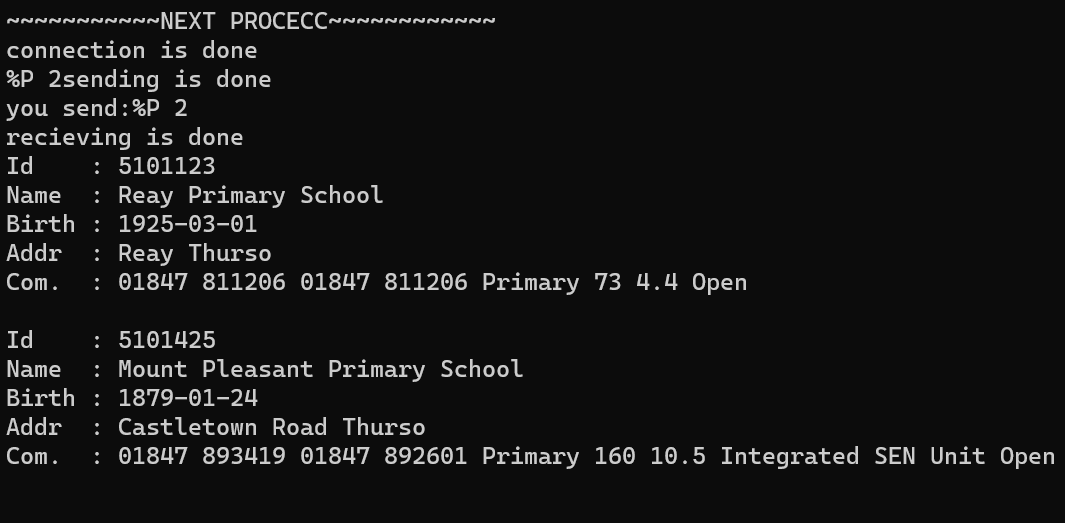 ~~~~~~~~~~~NEXT PROCECC~~~~~~~~~~~~
connection is done
%P 2sending is done
you send:%P 2
recieving is done
Id    : 5101123
Name  : Reay Primary School
Birth : 1925-03-01
Addr  : Reay Thurso
Com.  : 01847 811206 01847 811206 Primary 73 4.4 Open

Id    : 5101425
Name  : Mount Pleasant Primary School
Birth : 1879-01-24
Addr  : Castletown Road Thurso
Com.  : 01847 893419 01847 892601 Primary 160 10.5 Integrated SEN Unit Open